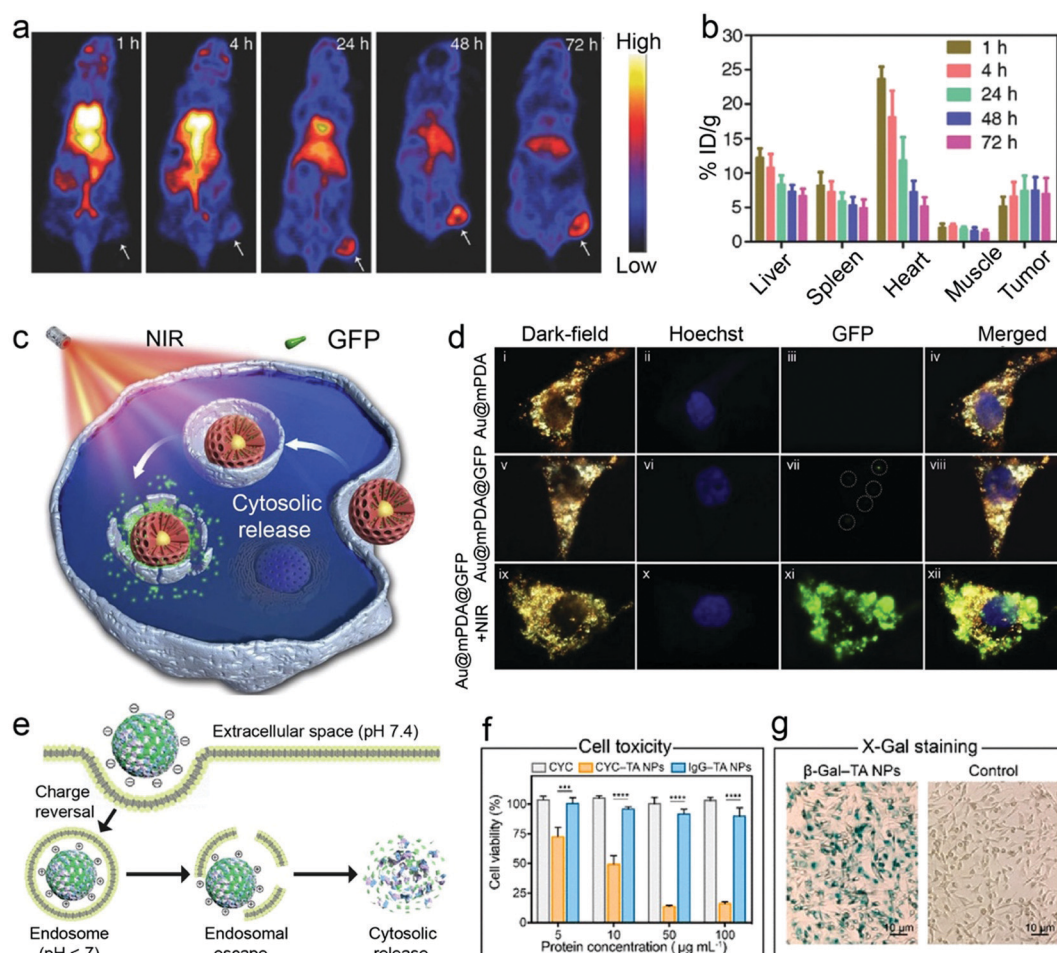 a
1 h
4 h
24 h
48 h
72 h
High
Low
b
% ID/g
30
25
20
15
10
5
0
1 h
4 h
24 h
48 h
72 h
Liver
Spleen
Heart
Muscle
Tumor
c
NIR
GFP
Cytosolic
release
d
Dark-field
Hoechst
GFP
Merged
Au@mPDA
i
ii
iii
iv
Au@mPDA@GFP
v
vi
vii
viii
Au@mPDA@GFP
+NIR
ix
x
xi
xii
e
Extracellular space (pH 7.4)
Charge
reversal
Endosome
(pH < 7)
Endosomal
escape
Cytosolic
release
f
Cell toxicity
CYC
CYC–TA NPs
IgG–TA NPs
Cell viability (%)
100
75
50
25
0
***
****
****
****
5
10
50
100
Protein concentration ( µg mL⁻¹)
g
X-Gal staining
β-Gal–TA NPs
Control
10 µm
10 µm